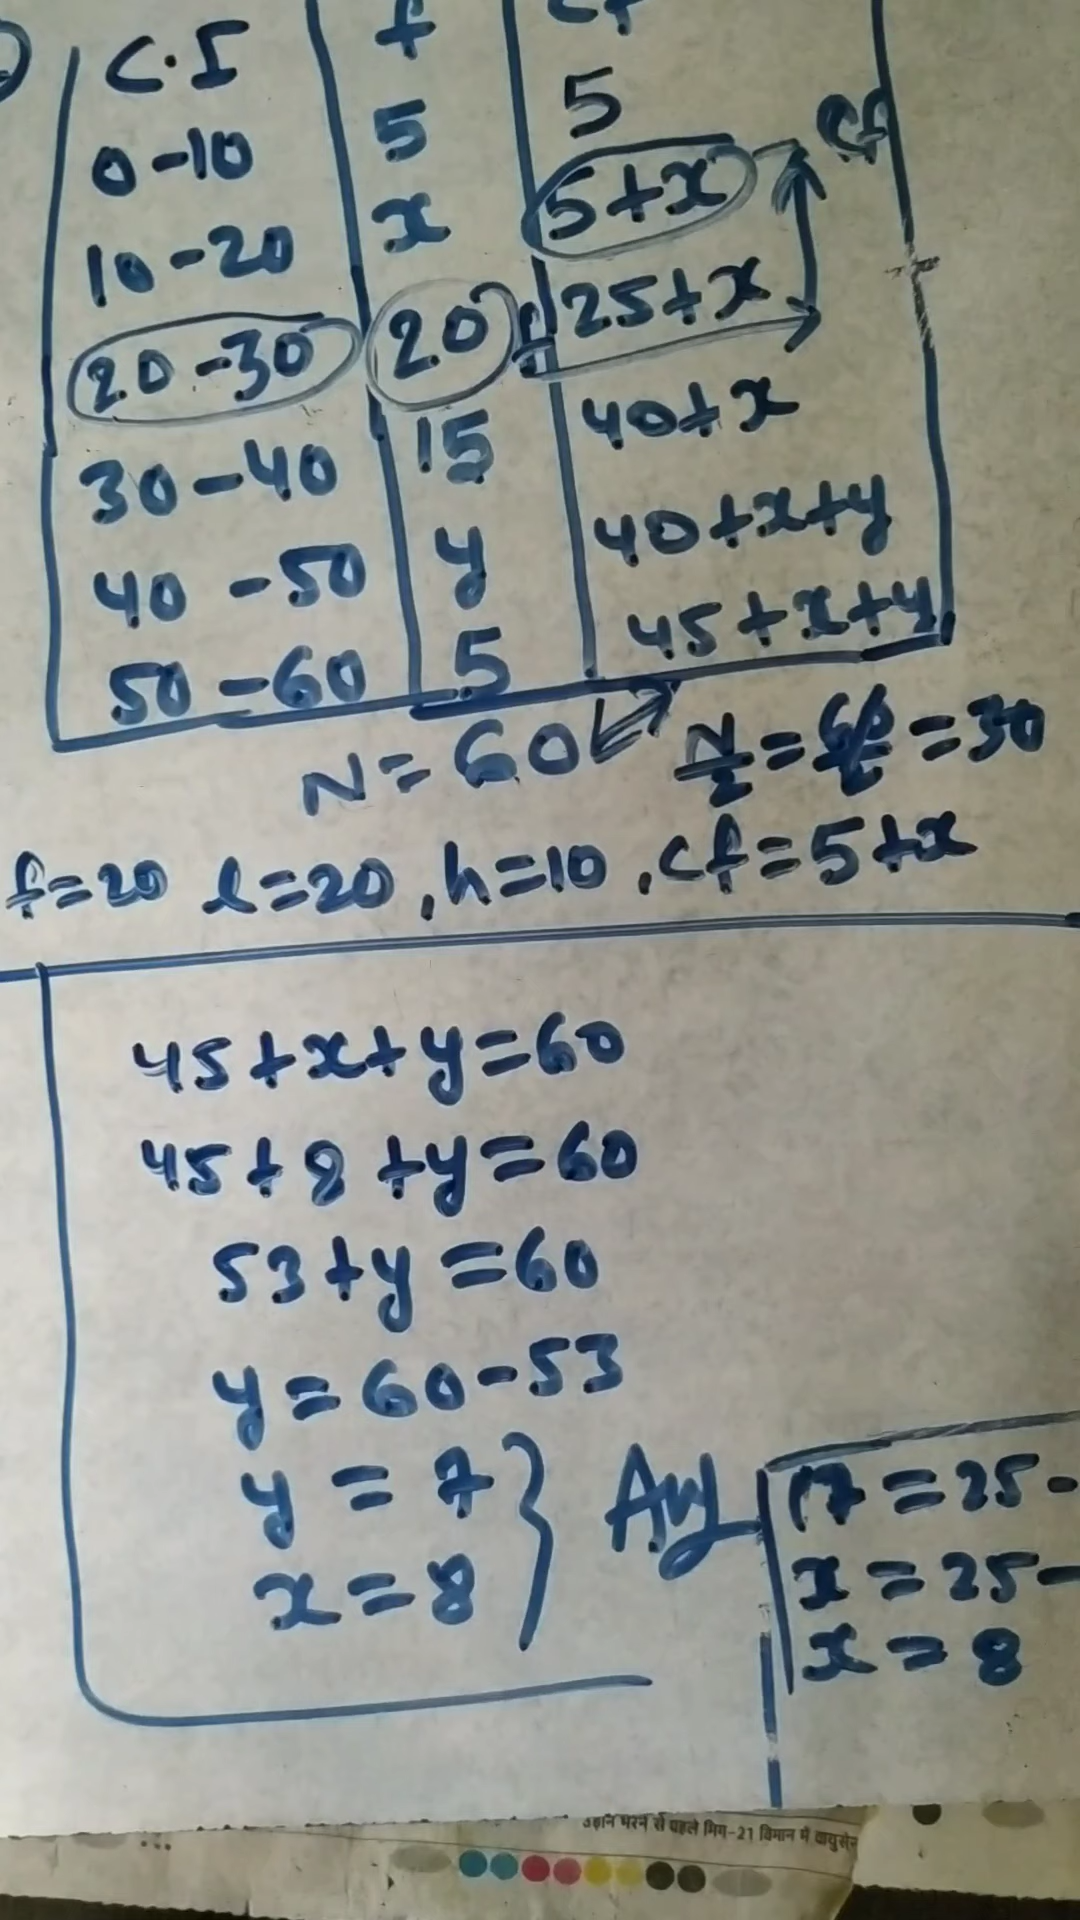 C.I f cf
0-10 5 5
10-20 x 5+x cf
20-30 20 f 25+x
30-40 15 40+x
40-50 y 40+x+y
50-60 5 45+x+y
N=60 N/2=60/2=30
f=20 l=20, h=10, cf=5+x
45+x+y=60
45+8+y=60
53+y=60
y=60-53
y=7
x=8
17=25-
x=25-
x=8
उड़ान भरने से पहले मिग-21 विमान में वायुसेन